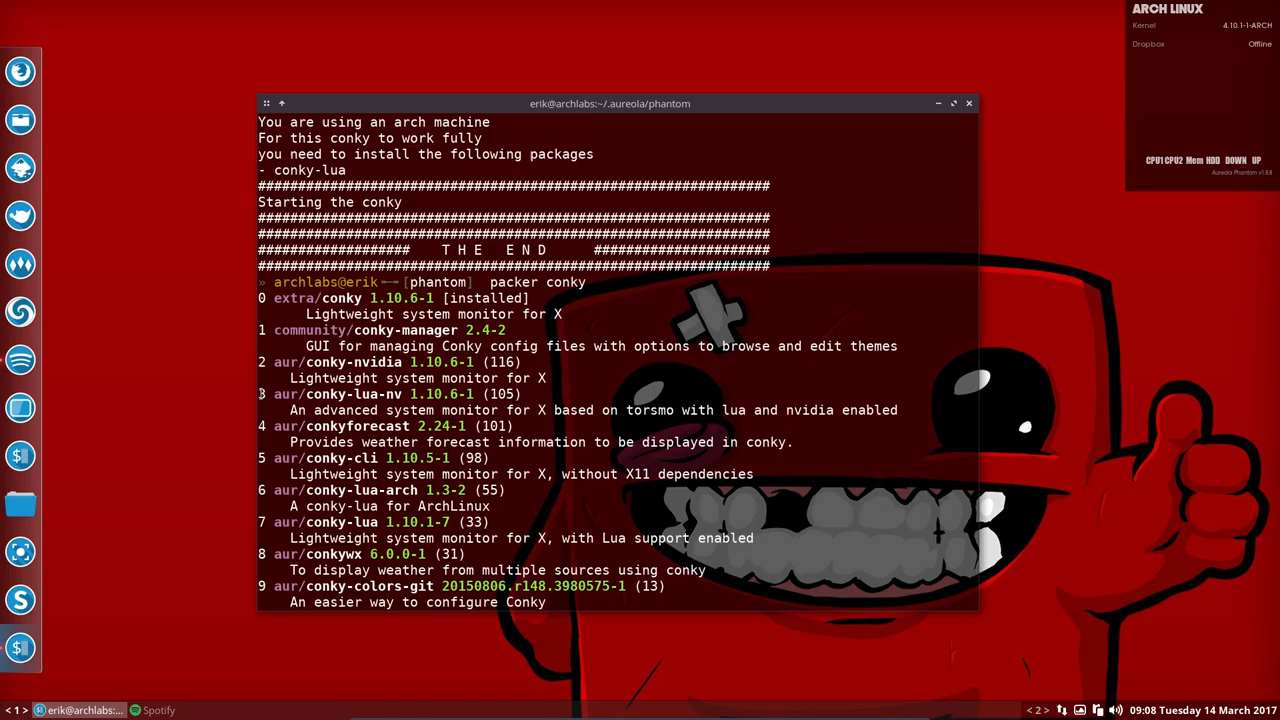 ARCH LINUX
Kernel 4.10.1-1-ARCH
Dropbox Offline
CPU1 CPU2 Mem HDD DOWN UP
Aureola Phantom v1.8.8
erik@archlabs:~/.aureola/phantom
You are using an arch machine
For this conky to work fully
you need to install the following packages
- conky-lua
################################################################
Starting the conky
################################################################
################################################################
################### T H E E N D ######################
################################################################
» archlabs@erik [phantom] packer conky
0 extra/conky 1.10.6-1 [installed]
Lightweight system monitor for X
1 community/conky-manager 2.4-2
GUI for managing Conky config files with options to browse and edit themes
2 aur/conky-nvidia 1.10.6-1 (116)
Lightweight system monitor for X
3 aur/conky-lua-nv 1.10.6-1 (105)
An advanced system monitor for X based on torsmo with lua and nvidia enabled
4 aur/conkyforecast 2.24-1 (101)
Provides weather forecast information to be displayed in conky.
5 aur/conky-cli 1.10.5-1 (98)
Lightweight system monitor for X, without X11 dependencies
6 aur/conky-lua-arch 1.3-2 (55)
A conky-lua for ArchLinux
7 aur/conky-lua 1.10.1-7 (33)
Lightweight system monitor for X, with Lua support enabled
8 aur/conkywx 6.0.0-1 (31)
To display weather from multiple sources using conky
9 aur/conky-colors-git 20150806.r148.3980575-1 (13)
An easier way to configure Conky
< 1 > erik@archlabs:... Spotify < 2 > 09:08 Tuesday 14 March 2017